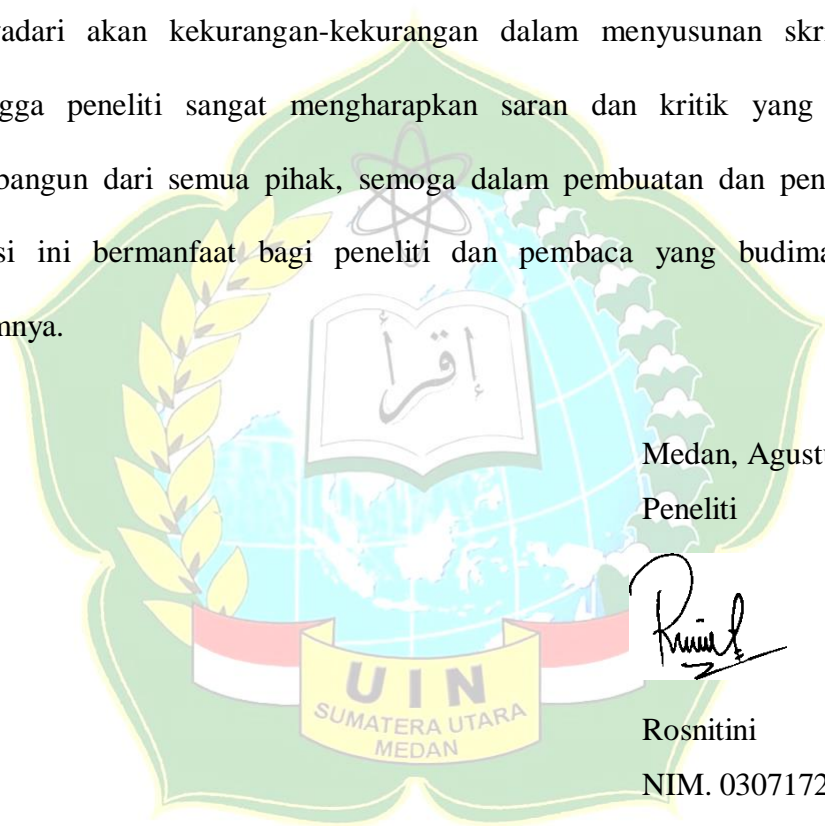 yadari akan kekurangan-kekurangan dalam menyusunan skr
gga peneliti sangat mengharapkan saran dan kritik yang
bangun dari semua pihak, semoga dalam pembuatan dan pen
si ini bermanfaat bagi peneliti dan pembaca yang budima
mnya.
إقرأ
Medan, Agust
Peneliti
UIN
SUMATERA UTARA
MEDAN
Rosnitini
NIM. 0307172